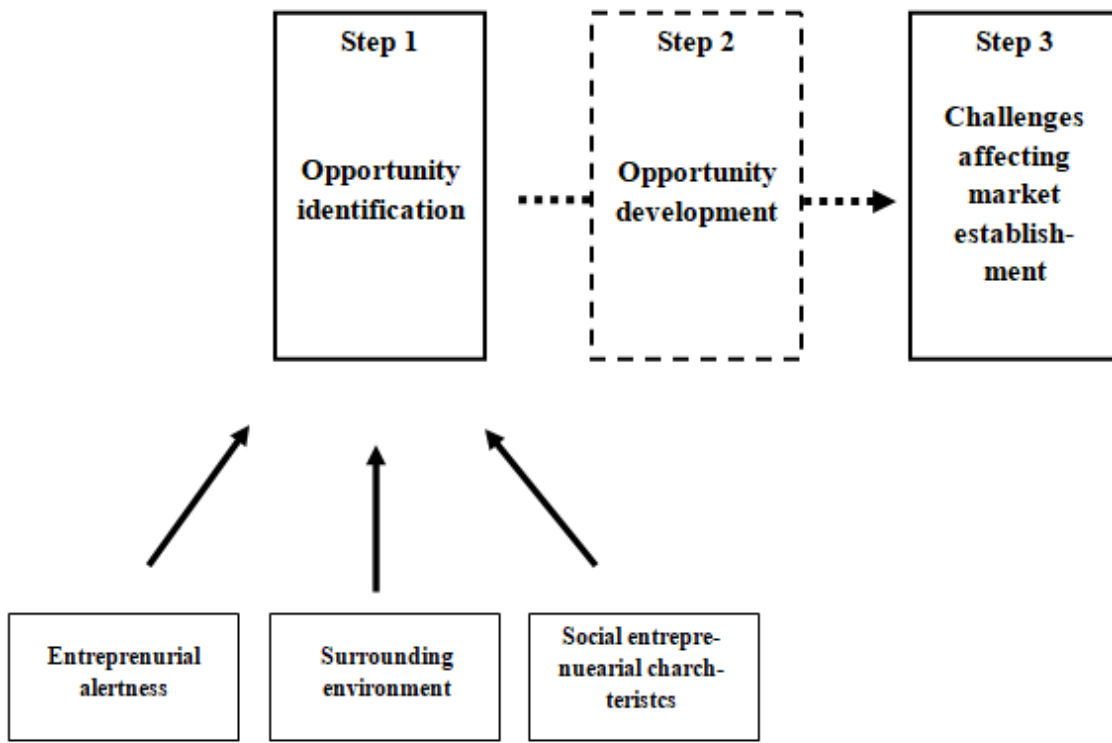 Step 1
Opportunity
identification
Step 2
Opportunity
development
Step 3
Challenges
affecting
market
establish-
ment
Entreprenurial
alertness
Surrounding
environment
Social entrepre-
nuearial charch-
teristcs